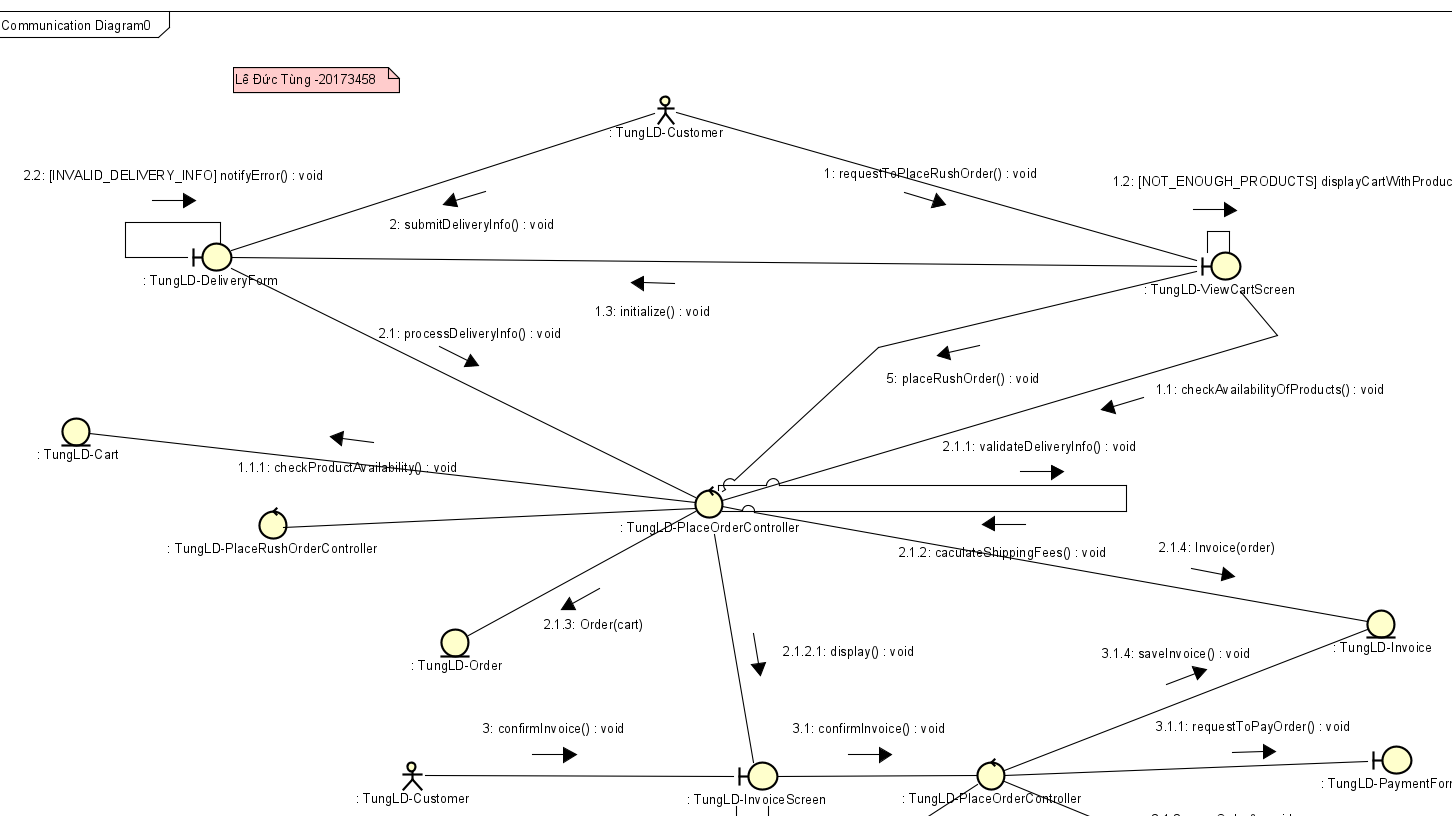 Communication Diagram0
Lê Đức Tùng -20173458
: TungLD-Customer
2.2: [INVALID_DELIVERY_INFO] notifyError() : void
1: requestToPlaceRushOrder() : void
1.2: [NOT_ENOUGH_PRODUCTS] displayCartWithProduc
2: submitDeliveryInfo() : void
: TungLD-DeliveryForm
: TungLD-ViewCartScreen
1.3: initialize() : void
2.1: processDeliveryInfo() : void
5: placeRushOrder() : void
1.1: checkAvailabilityOfProducts() : void
2.1.1: validateDeliveryInfo() : void
: TungLD-Cart
1.1.1: checkProductAvailability() : void
: TungLD-PlaceOrderController
: TungLD-PlaceRushOrderController
2.1.2: caculateShippingFees() : void
2.1.4: Invoice(order)
2.1.3: Order(cart)
: TungLD-Order
2.1.2.1: display() : void
: TungLD-Invoice
3.1.4: saveInvoice() : void
3: confirmInvoice() : void
3.1: confirmInvoice() : void
3.1.1: requestToPayOrder() : void
: TungLD-Customer
: TungLD-InvoiceScreen
: TungLD-PlaceOrderController
: TungLD-PaymentForm